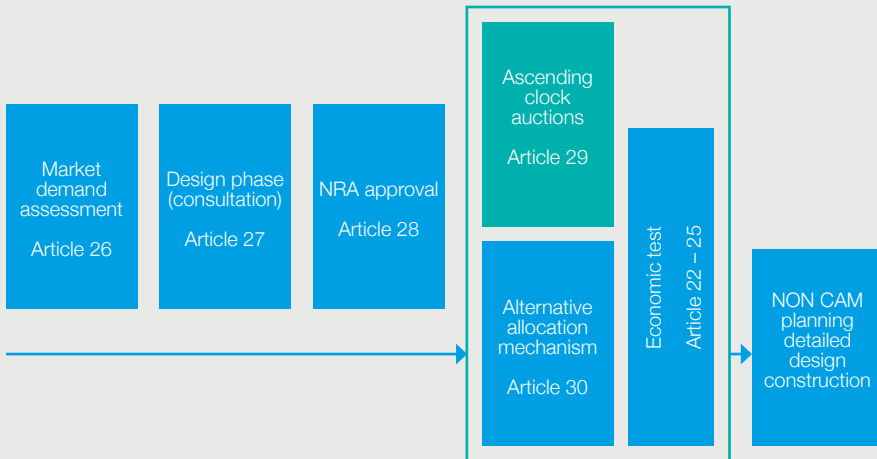 Market
demand
assessment
Article 26
Design phase
(consultation)
Article 27
NRA approval
Article 28
Ascending
clock
auctions
Article 29
Alternative
allocation
mechanism
Article 30
Economic test
Article 22 – 25
NON CAM
planning
detailed
design
construction